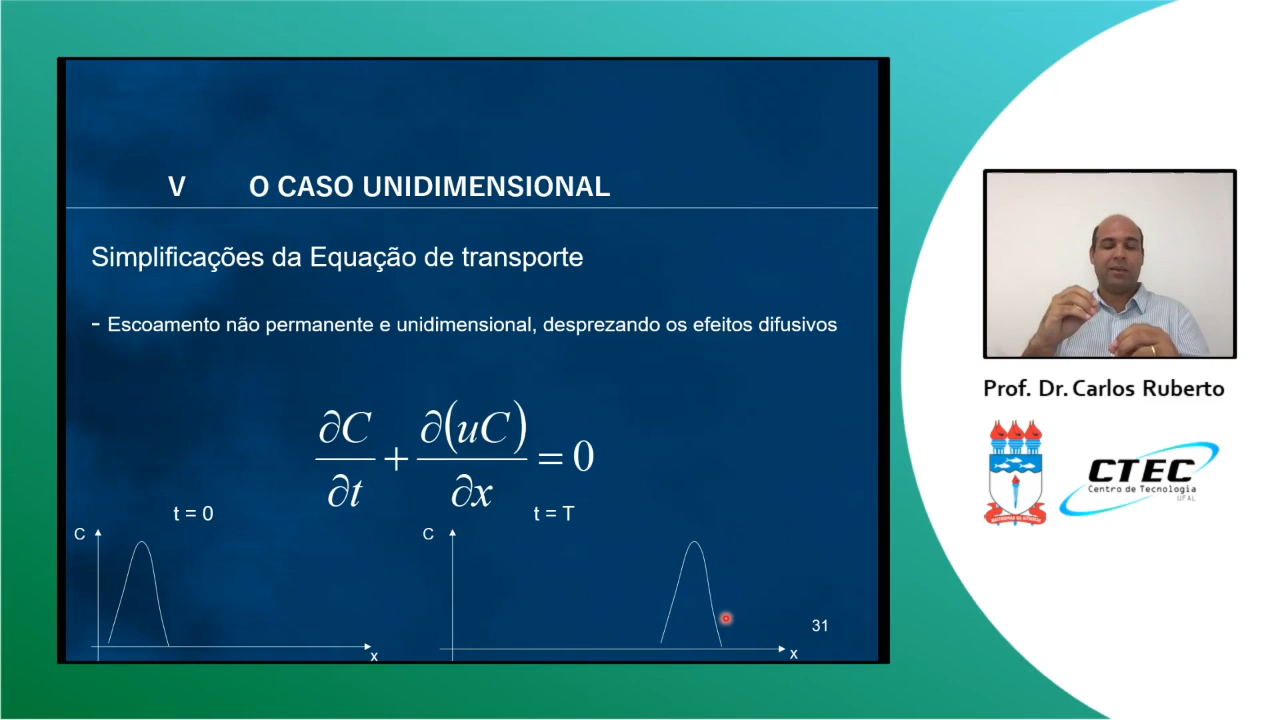 V O CASO UNIDIMENSIONAL
Simplificações da Equação de transporte
- Escoamento não permanente e unidimensional, desprezando os efeitos difusivos
∂C/∂t + ∂(uC)/∂x = 0
t = 0
t = T
C
C
x
x
31
Prof. Dr. Carlos Ruberto
CTEC
Centro de Tecnologia
UFAL